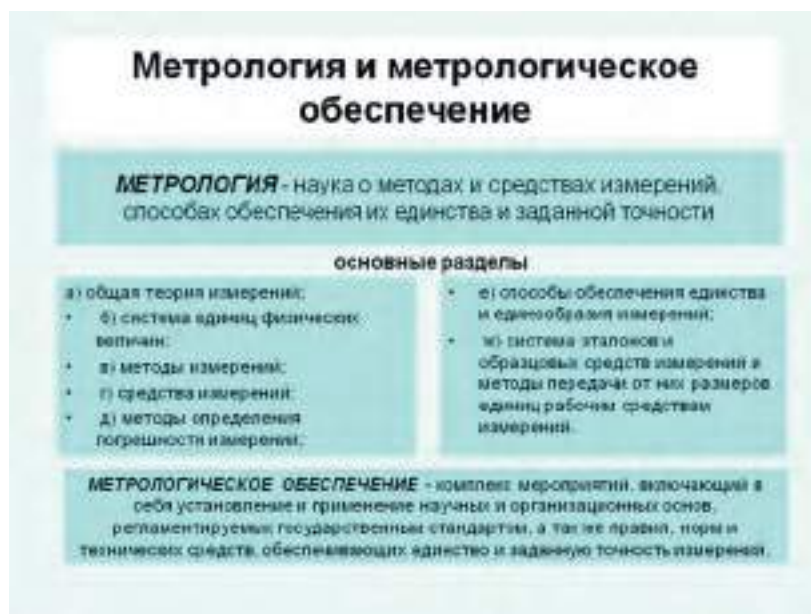 Метрология и метрологическое
обеспечение
МЕТРОЛОГИЯ - наука о методах и средствах измерений,
способах обеспечения их единства и заданной точности
основные разделы
а) общая теория измерений;
• б) система единиц физических
величин;
• в) методы измерений;
• г) средства измерений;
• д) методы определения
погрешности измерений;
• е) способы обеспечения единства
и единообразия измерений;
• ж) система эталонов и
образцовых средств измерений и
методы передачи от них размеров
единиц рабочим средствам
измерений.
МЕТРОЛОГИЧЕСКОЕ ОБЕСПЕЧЕНИЕ - комплекс мероприятий, включающий в
себя установление и применение научных и организационных основ,
регламентируемых государственным стандартом, а так же правил, норм и
технических средств, обеспечивающих единство и заданную точность измерений.